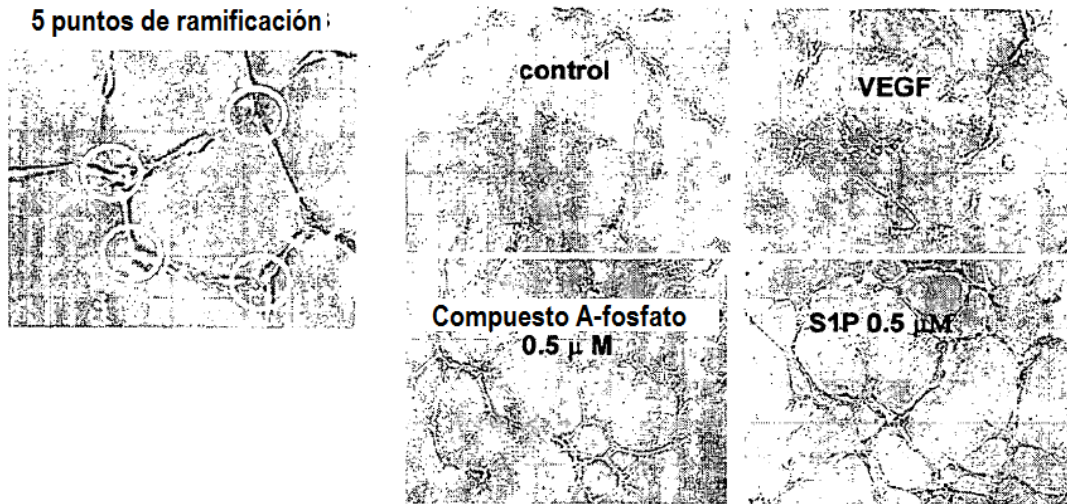 5 puntos de ramificación
control
VEGF
Compuesto A-fosfato
0.5 μ M
S1P 0.5 μM